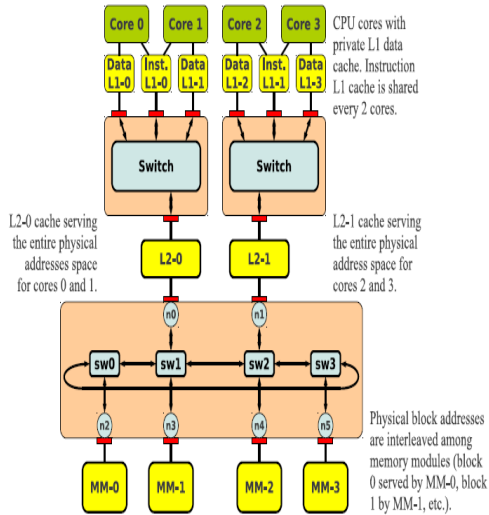 Core 0
Core 1
Core 2
Core 3
CPU cores with
private L1 data
cache. Instruction
L1 cache is shared
every 2 cores.
Data
L1-0
Inst.
L1-0
Data
L1-1
Data
L1-2
Inst.
L1-1
Data
L1-3
Switch
Switch
L2-0 cache serving
the entire physical
addresses space
for cores 0 and 1.
L2-0
L2-1
L2-1 cache serving
the entire physical
address space for
cores 2 and 3.
n0
n1
sw0
sw1
sw2
sw3
n2
n3
n4
n5
MM-0
MM-1
MM-2
MM-3
Physical block addresses
are interleaved among
memory modules (block
0 served by MM-0, block
1 by MM-1, etc.).